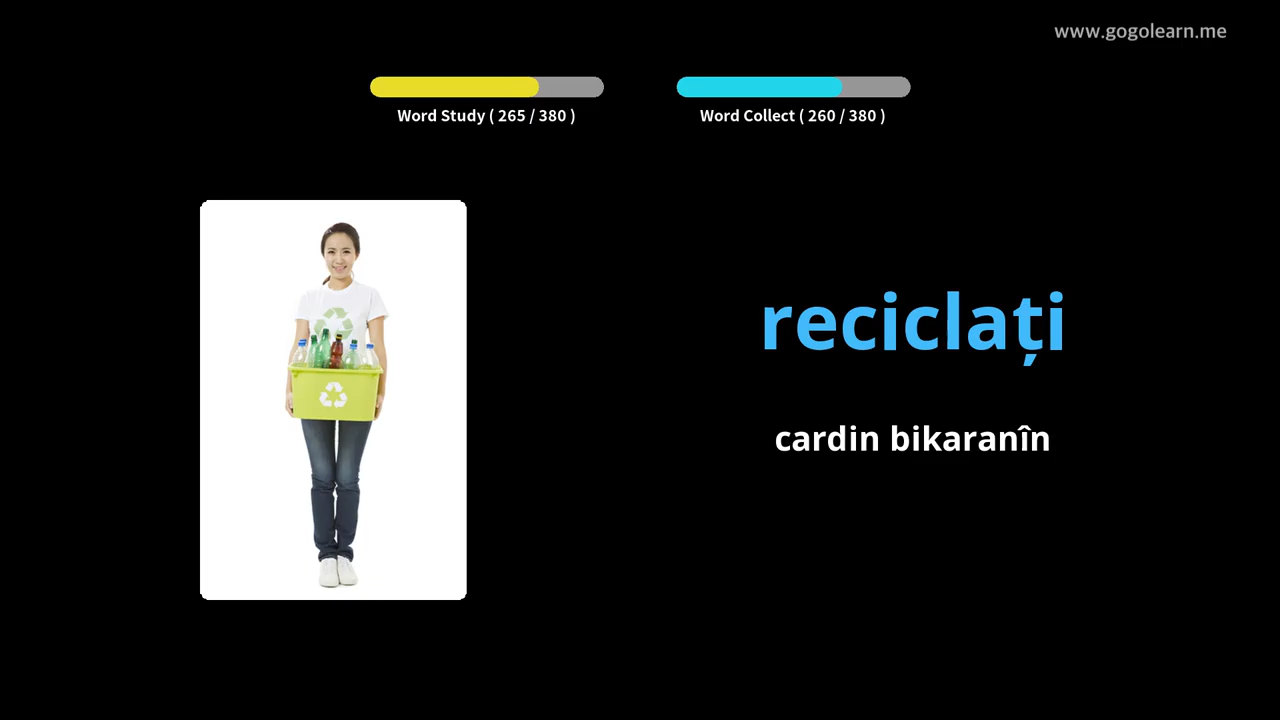 www.gogolearn.me
Word Study ( 265 / 380 )
Word Collect ( 260 / 380 )
reciclați
cardin bikaranîn